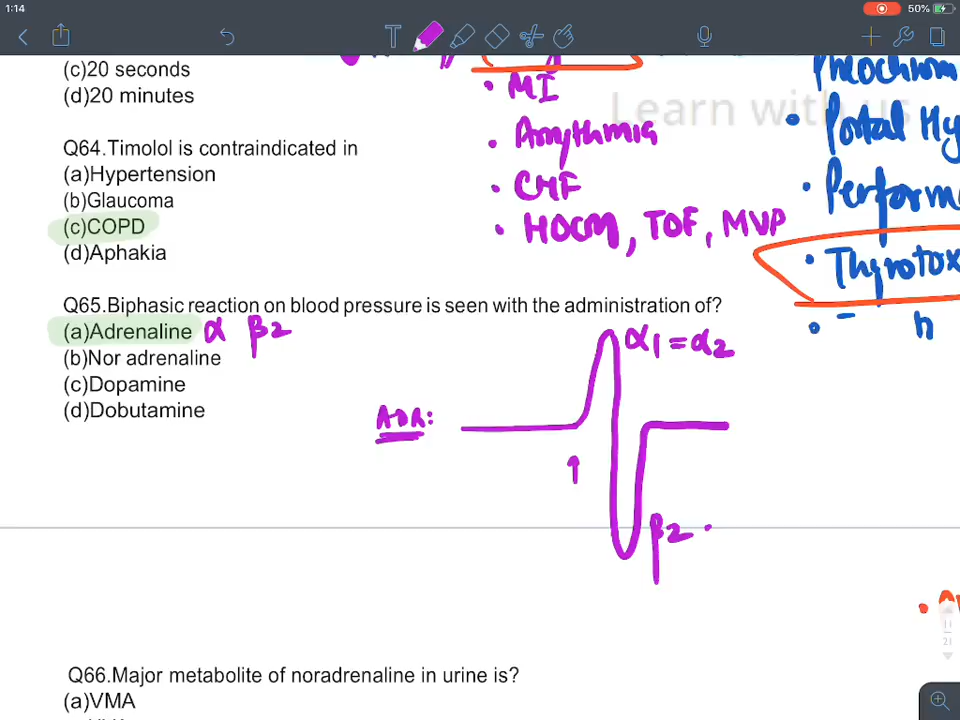 1:14
50%
T
(c)20 seconds
(d)20 minutes
Q64.Timolol is contraindicated in
(a)Hypertension
(b)Glaucoma
(c)COPD
(d)Aphakia
Q65.Biphasic reaction on blood pressure is seen with the administration of?
(a)Adrenaline α β2
(b)Nor adrenaline
(c)Dopamine
(d)Dobutamine
Q66.Major metabolite of noradrenaline in urine is?
(a)VMA
Learn with us
• MI
• Arrythmia
• CHF
• HOCM, TOF, MVP
Pheochrom
• Portal Hy
• Perform
• Thyrotox
α1 = α2
ADR:
↑
β2
11
21